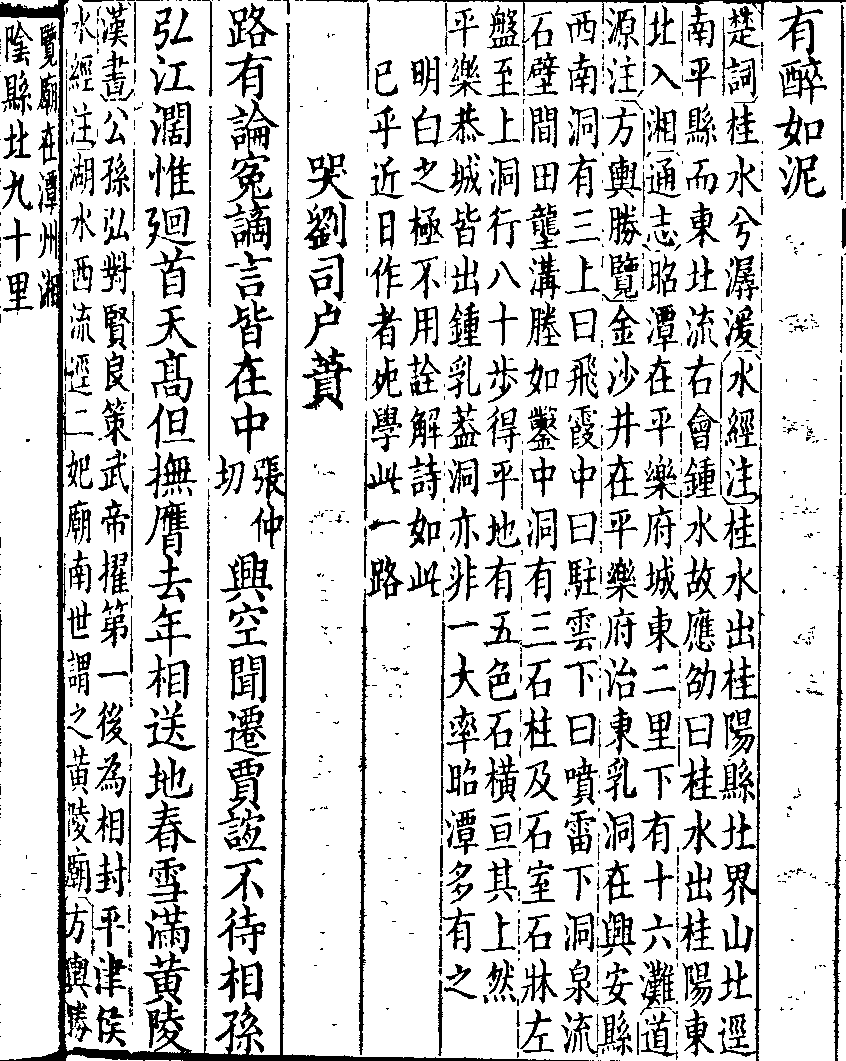 有醉如泥
楚詞桂水兮潺湲水經注桂水出桂陽縣北界山北逕
南平縣而東北流右會鍾水故應劭曰桂水出桂陽東
北入湘通志昭潭在平樂府城東二里下有十六灘道
源注方輿勝覽金沙井在平樂府治東乳洞在興安縣
西南洞有三上曰飛霞中曰駐雲下曰噴雷下洞泉流
石壁間田壟溝塍如鑿中洞有三石柱及石室石牀左
盤至上洞行八十步得平地有五色石橫亘其上然
平樂恭城皆出鍾乳葢洞亦非一大率昭潭多有之
明白之極不用詮解詩如此
已乎近日作者學此一路
哭劉司户蕡
路有論寃謫言皆在中張仲切興空聞遷賈誼不待相孫
弘江濶惟廻首天髙但撫膺去年相送地春雪滿黃陵
漢書公孫弘對賢良策武帝擢第一後為相封平津侯
水經注湖水西流逕二妃廟南世謂之黃陵廟方輿勝
覽廟在潭州湘
陰縣北九十里